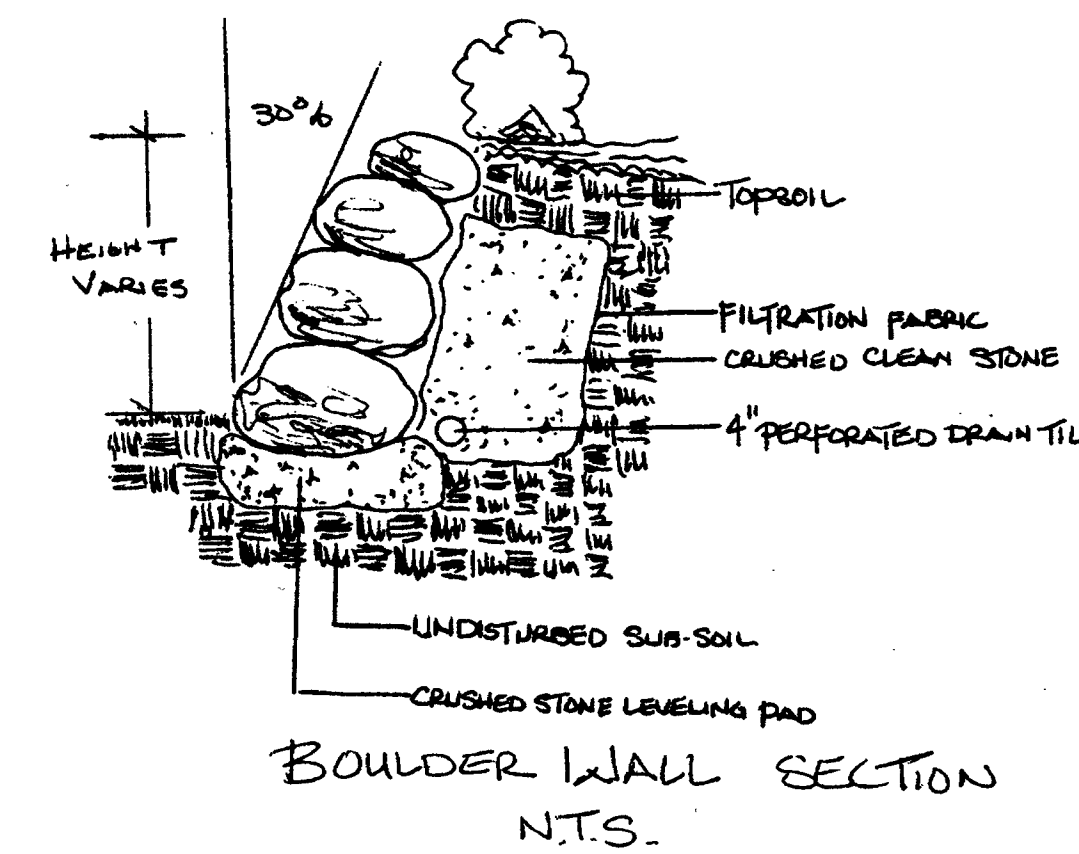 30%
TOPSOIL
HEIGHT
VARIES
FILTRATION FABRIC
CRUSHED CLEAN STONE
4" PERFORATED DRAIN TIL
UNDISTURBED SUB-SOIL
CRUSHED STONE LEVELING PAD
BOULDER WALL SECTION
N.T.S.